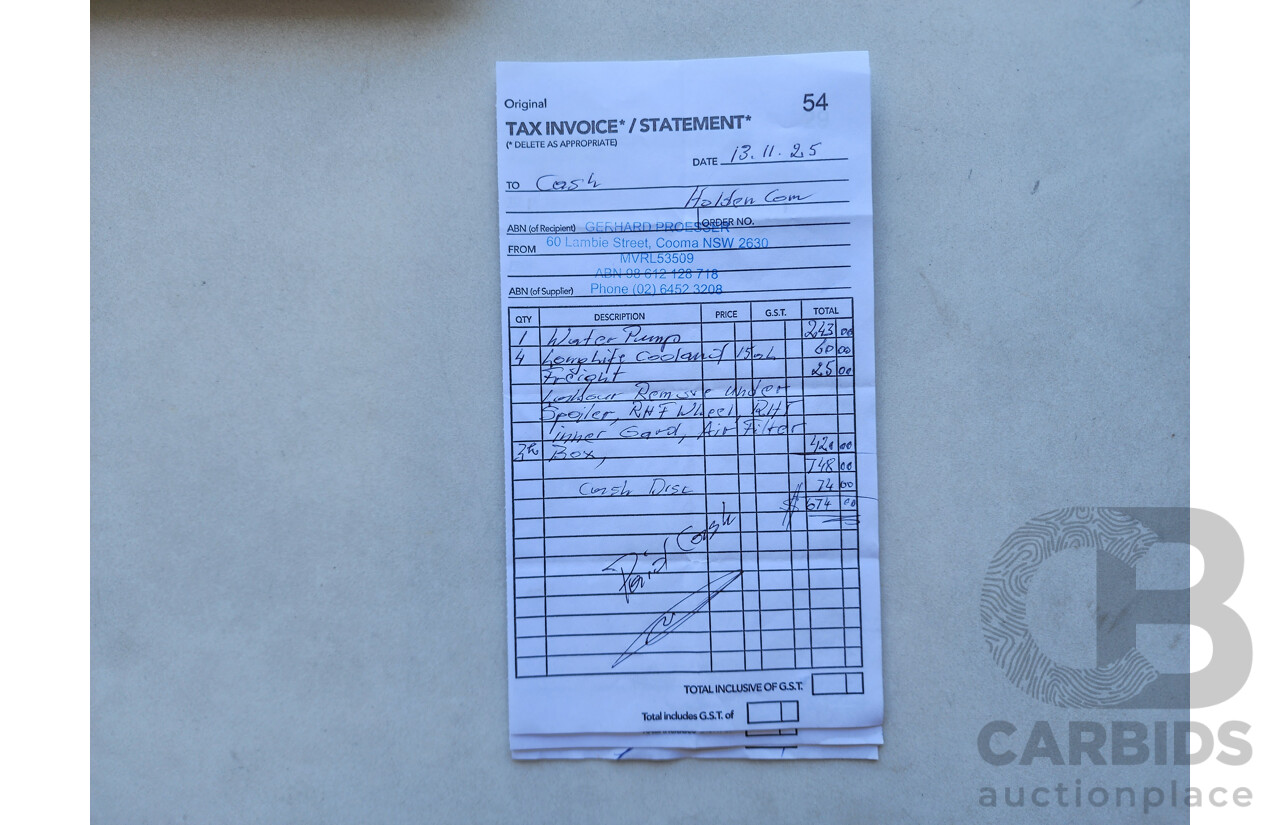 Original
54
TAX INVOICE* / STATEMENT*
(* DELETE AS APPROPRIATE)
DATE 13.11.25
TO Cash
Holden Com
ABN (of Recipient) GERHARD PROESSER ORDER NO.
FROM 60 Lambie Street, Cooma NSW 2630
MVRL53509
ABN 98 612 128 718
ABN (of Supplier) Phone (02) 6452 3208
QTY DESCRIPTION PRICE G.S.T. TOTAL
1 Water Pump 243 00
4 LongLife Coolant 15 60 00
Freight 25 00
Labour Remove under
Spoiler, RHF Wheel, RHF
inner Gard, Air Filter
Box, 420 00
748 00
Cash Disc 74 00
$ 674 00
Paid Cash
TOTAL INCLUSIVE OF G.S.T.
Total includes G.S.T. of
CB
CARBIDS
auctionplace